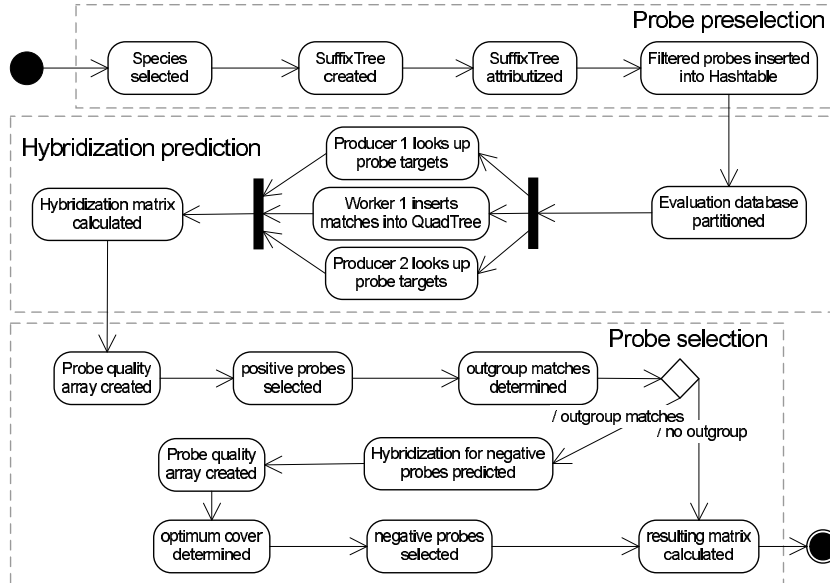 Probe preselection
Species
selected
SuffixTree
created
SuffixTree
attributized
Filtered probes inserted
into Hashtable
Hybridization prediction
Producer 1 looks up
probe targets
Hybridization matrix
calculated
Worker 1 inserts
matches into QuadTree
Evaluation database
partitioned
Producer 2 looks up
probe targets
Probe selection
Probe quality
array created
positive probes
selected
outgroup matches
determined
/ outgroup matches
/ no outgroup
Probe quality
array created
Hybridization for negative
probes predicted
optimum cover
determined
negative probes
selected
resulting matrix
calculated